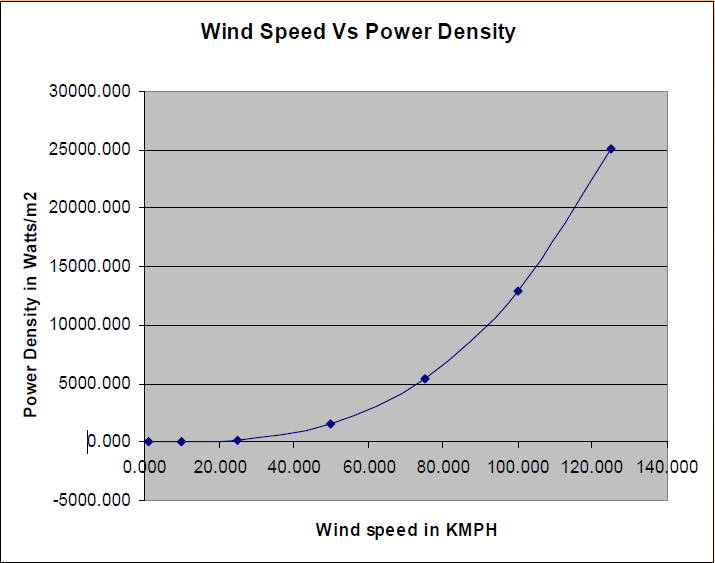 Wind Speed Vs Power Density
30000.000
25000.000
20000.000
15000.000
10000.000
5000.000
0.000
-5000.000
0.000 20.000 40.000 60.000 80.000 100.000 120.000 140.000
Power Density in Watts/m2
Wind speed in KMPH